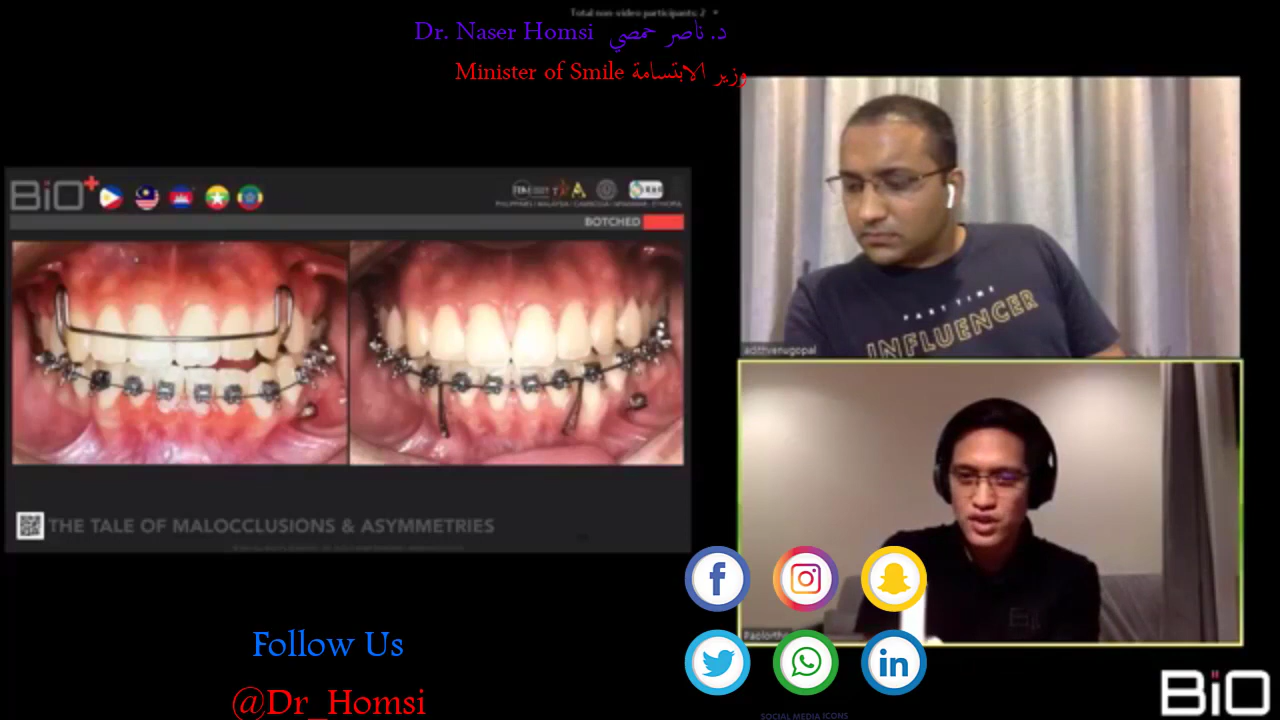 Total non-video participants: 2
Dr. Naser Homsi د. ناصر حمصي
Minister of Smile وزير الابتسامة
BiO+
BOTCHED
THE TALE OF MALOCCLUSIONS & ASYMMETRIES
PART TIME
INFLUENCER
adithvenugopal
Paolortho
Follow Us
@Dr_Homsi
SOCIAL MEDIA ICONS
BiO